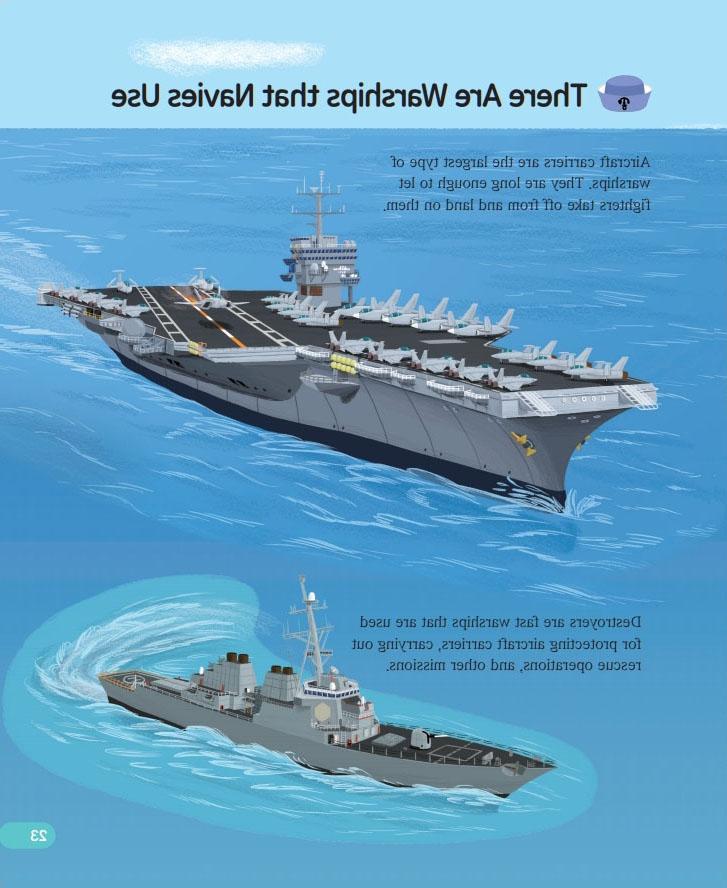 There Are Warships that Navies Use
Aircraft carriers are the largest type of
warships. They are long enough to let
fighters take off from and land on them.
Destroyers are fast warships that are used
for protecting aircraft carriers, carrying out
rescue operations, and other missions.
23